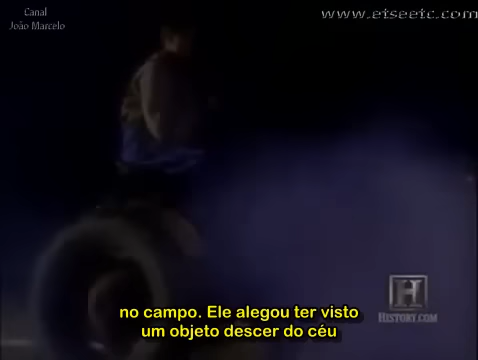 Canal
João Marcelo
www.etseetc.com
H
HISTORY.COM
no campo. Ele alegou ter visto
um objeto descer do céu